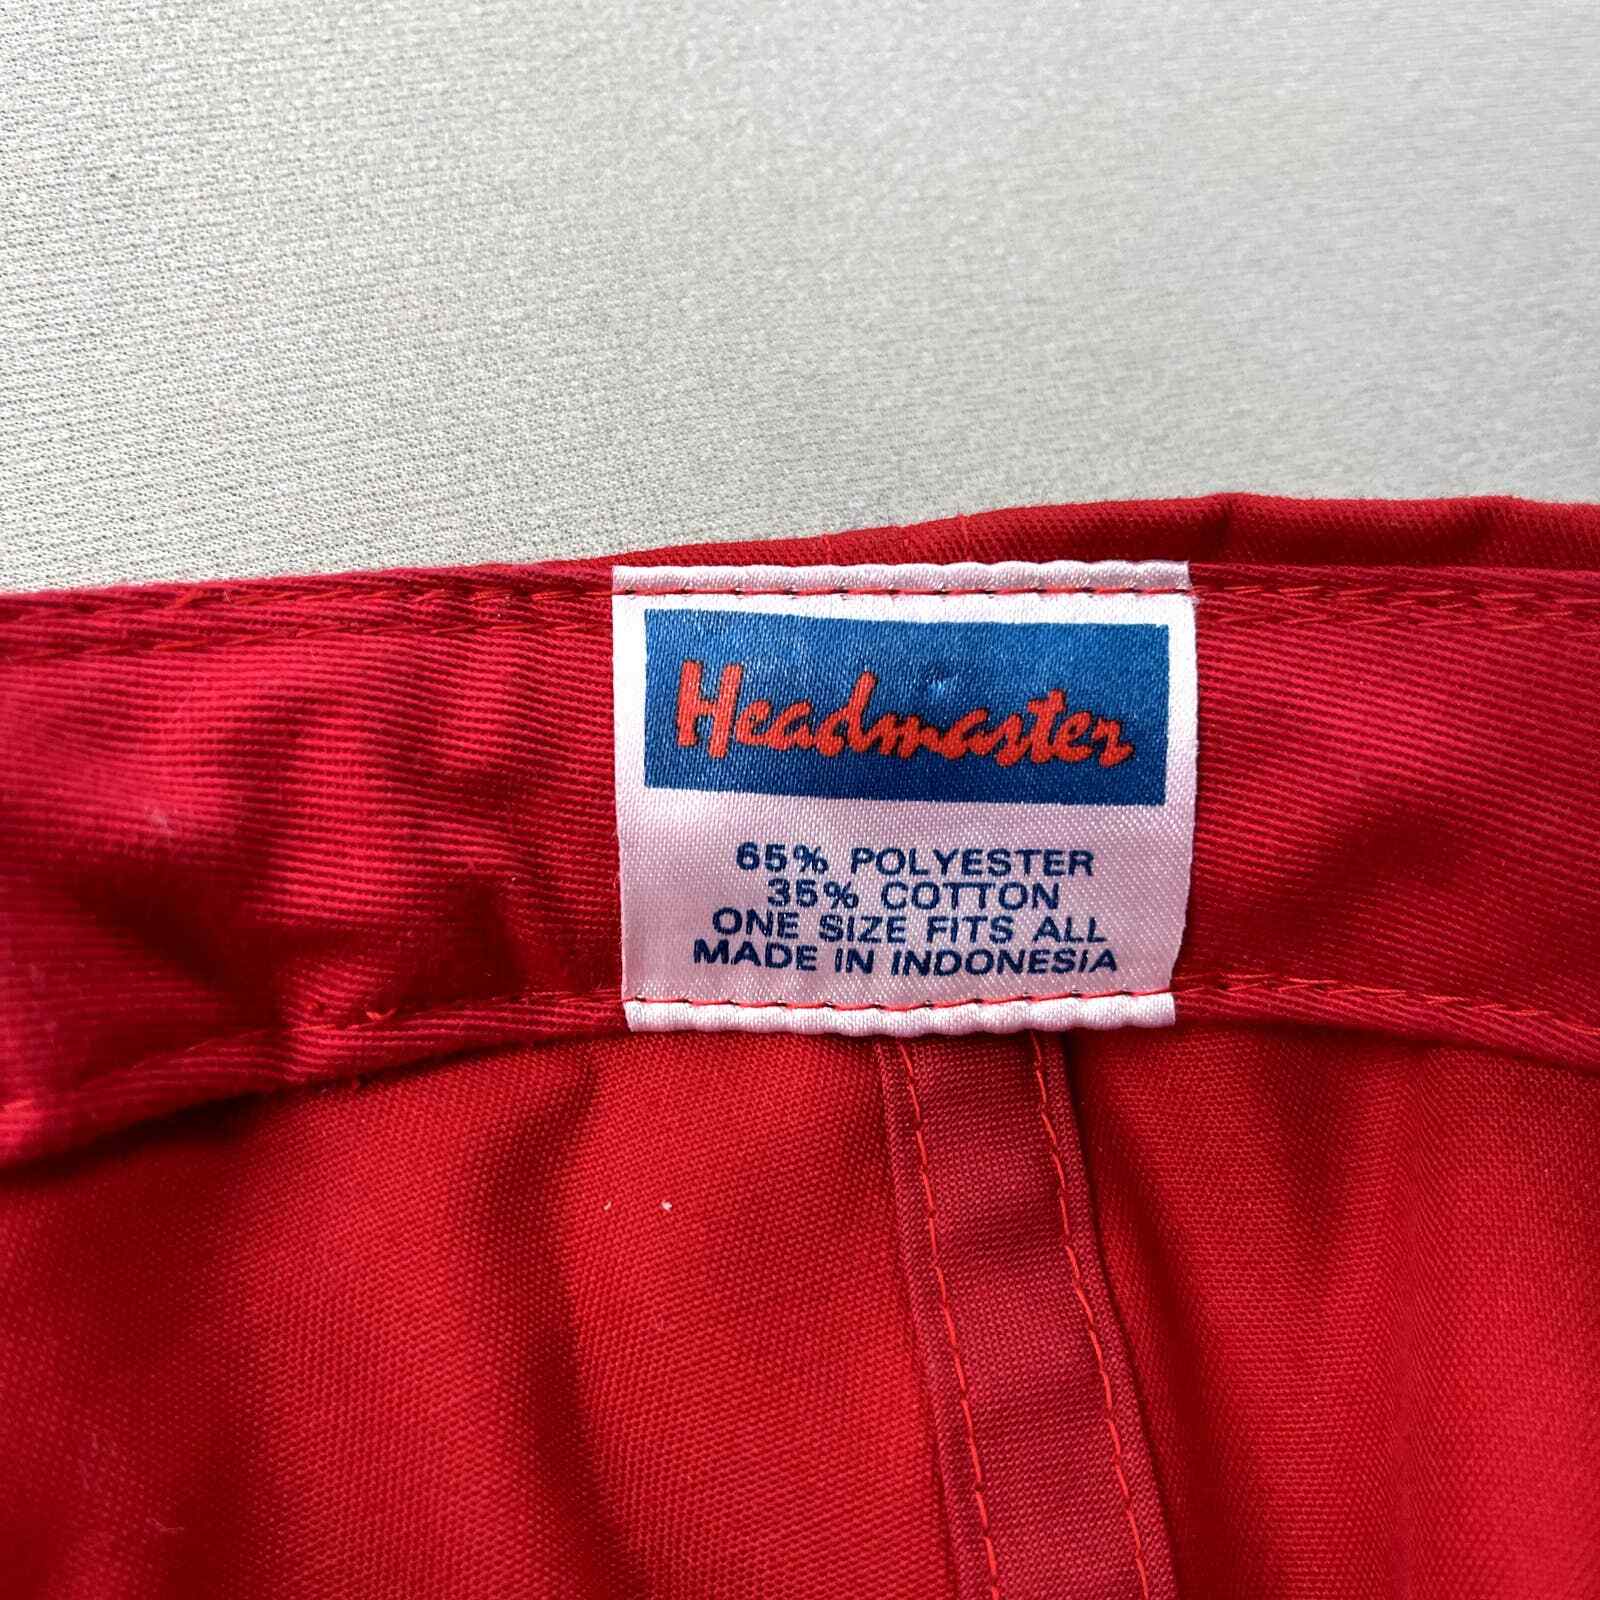 Headmaster
65% POLYESTER
35% COTTON
ONE SIZE FITS ALL
MADE IN INDONESIA